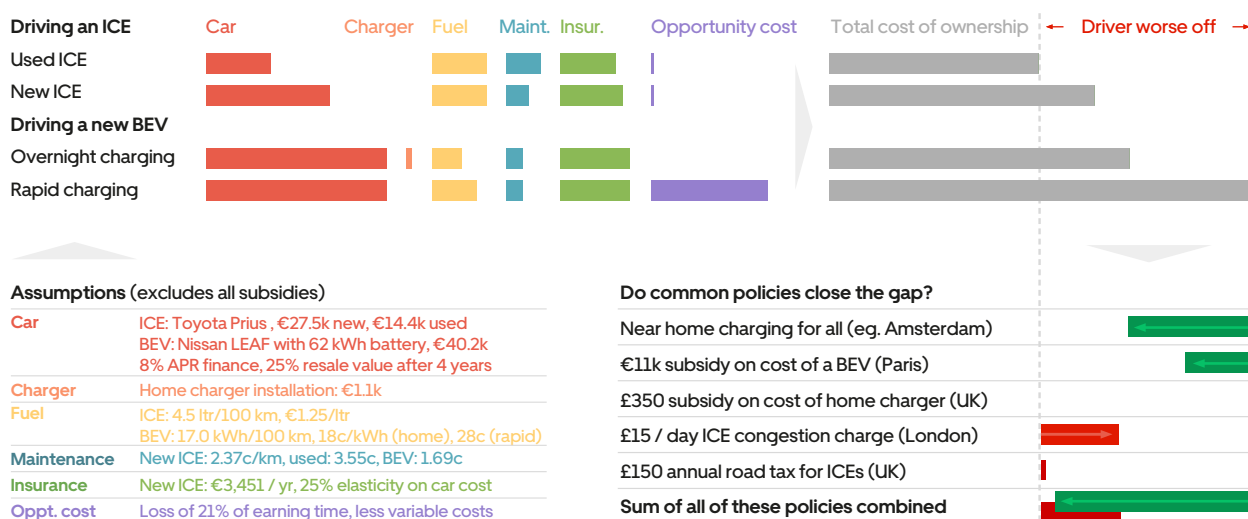 Driving an ICE Car Charger Fuel Maint. Insur. Opportunity cost Total cost of ownership ← Driver worse off →
Used ICE
New ICE
Driving a new BEV
Overnight charging
Rapid charging
Assumptions (excludes all subsidies)
Car ICE: Toyota Prius , €27.5k new, €14.4k used
BEV: Nissan LEAF with 62 kWh battery, €40.2k
8% APR finance, 25% resale value after 4 years
Charger Home charger installation: €1.1k
Fuel ICE: 4.5 ltr/100 km, €1.25/ltr
BEV: 17.0 kWh/100 km, 18c/kWh (home), 28c (rapid)
Maintenance New ICE: 2.37c/km, used: 3.55c, BEV: 1.69c
Insurance New ICE: €3,451 / yr, 25% elasticity on car cost
Oppt. cost Loss of 21% of earning time, less variable costs
Do common policies close the gap?
Near home charging for all (eg. Amsterdam)
€11k subsidy on cost of a BEV (Paris)
£350 subsidy on cost of home charger (UK)
£15 / day ICE congestion charge (London)
£150 annual road tax for ICEs (UK)
Sum of all of these policies combined